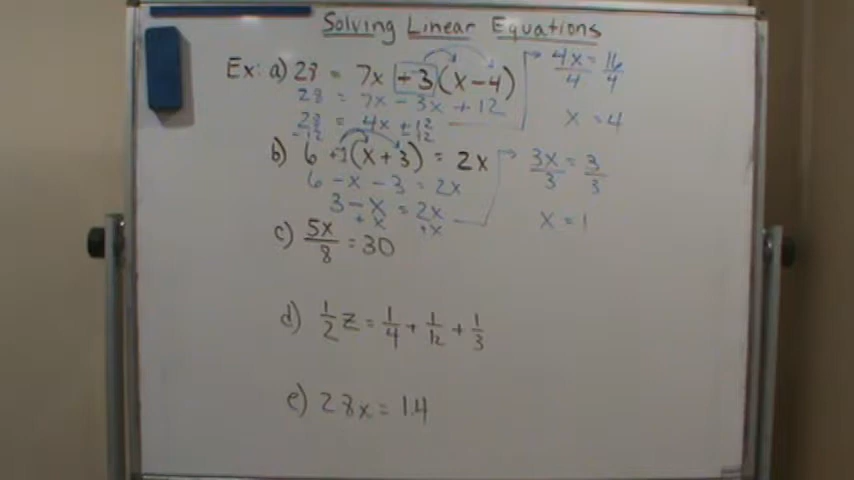 Solving Linear Equations
Ex: a) 28 = 7x + -3(x-4)
28 = 7x - 3x + 12
28 = 4x + 12
-12 -12
4x = 16
4 4
x = 4
b) 6 + -1(x+3) = 2x
6 - x - 3 = 2x
3 - x = 2x
+x +x
3x = 3
3 3
x = 1
c) 5x/8 = 30
d) 1/2 z = 1/4 + 1/12 + 1/3
e) 28x = 1.4